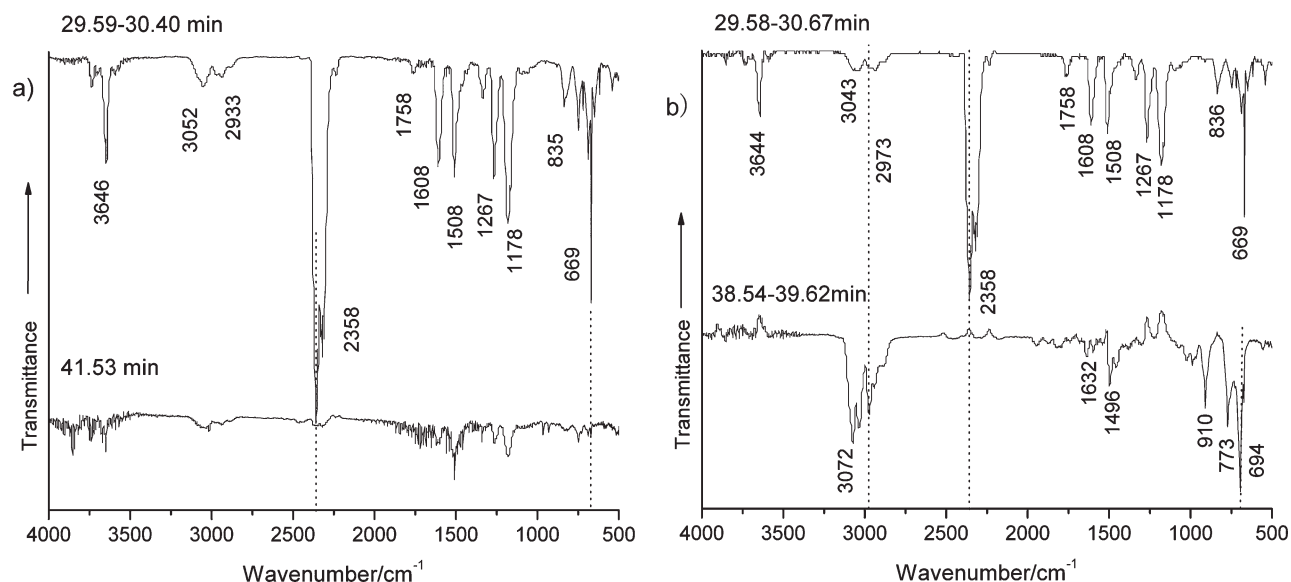 a)
29.59-30.40 min
3646
3052
2933
2358
1758
1608
1508
1267
1178
835
669
41.53 min
Transmittance
4000 3500 3000 2500 2000 1500 1000 500
Wavenumber/cm-1
b)
29.58-30.67min
3644
3043
2973
2358
1758
1608
1508
1267
1178
836
669
38.54-39.62min
3072
1632
1496
910
773
694
Transmittance
4000 3500 3000 2500 2000 1500 1000 500
Wavenumber/cm-1